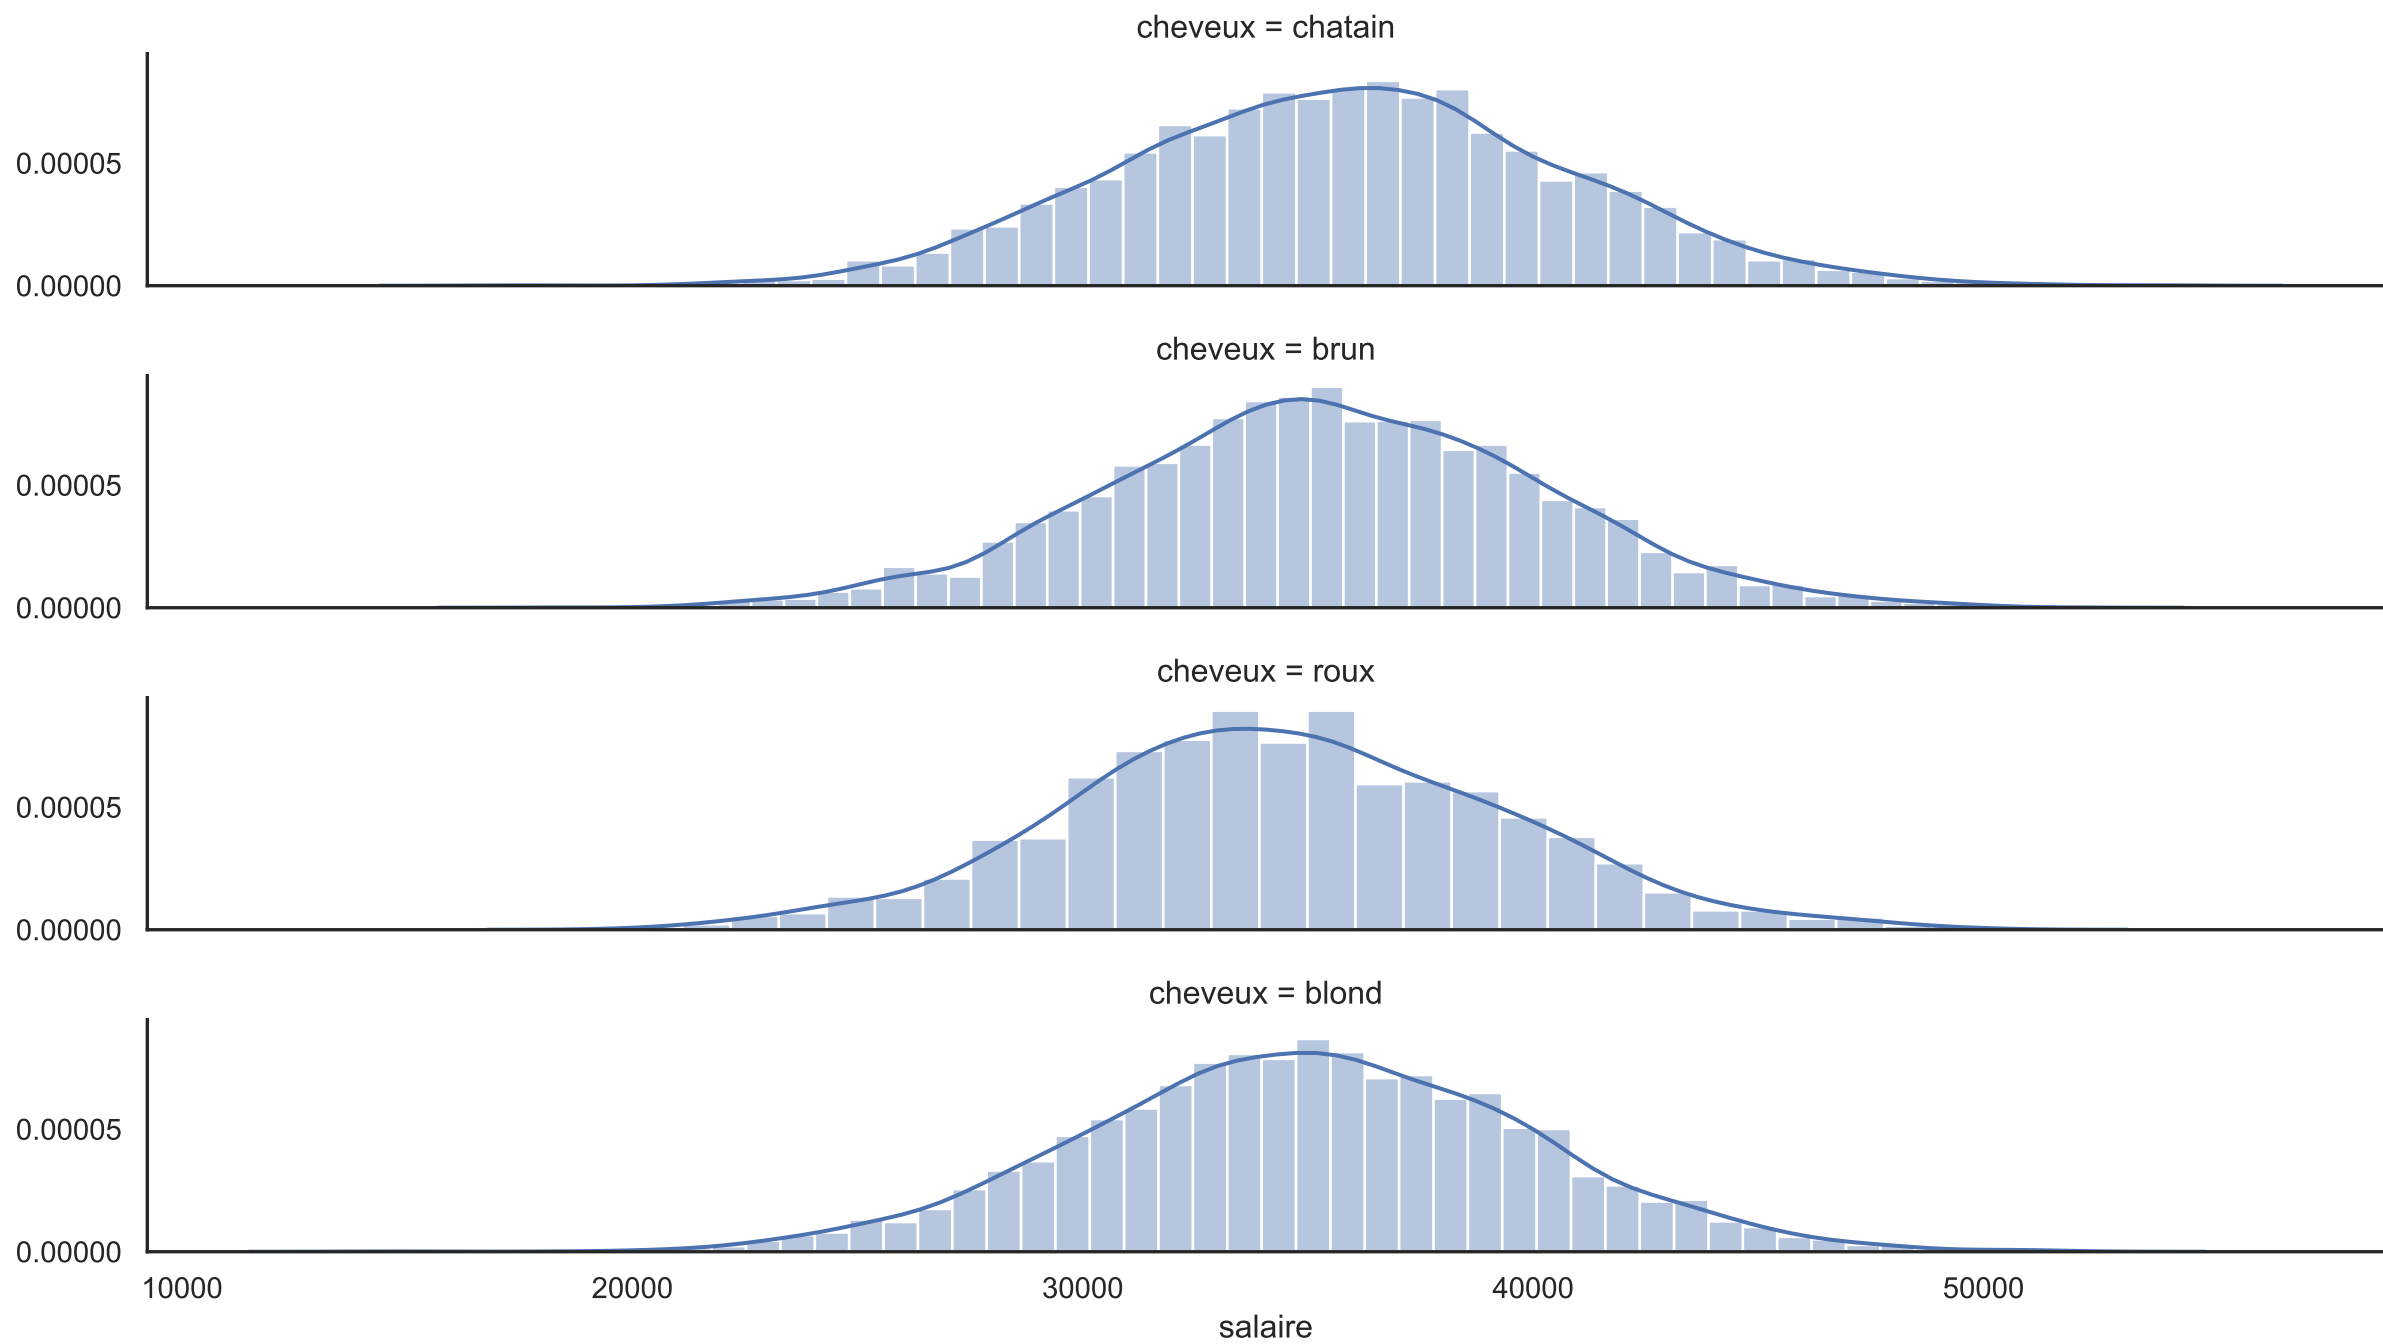 cheveux = chatain
0.00005
0.00000
cheveux = brun
0.00005
0.00000
cheveux = roux
0.00005
0.00000
cheveux = blond
0.00005
0.00000
10000 20000 30000 40000 50000
salaire